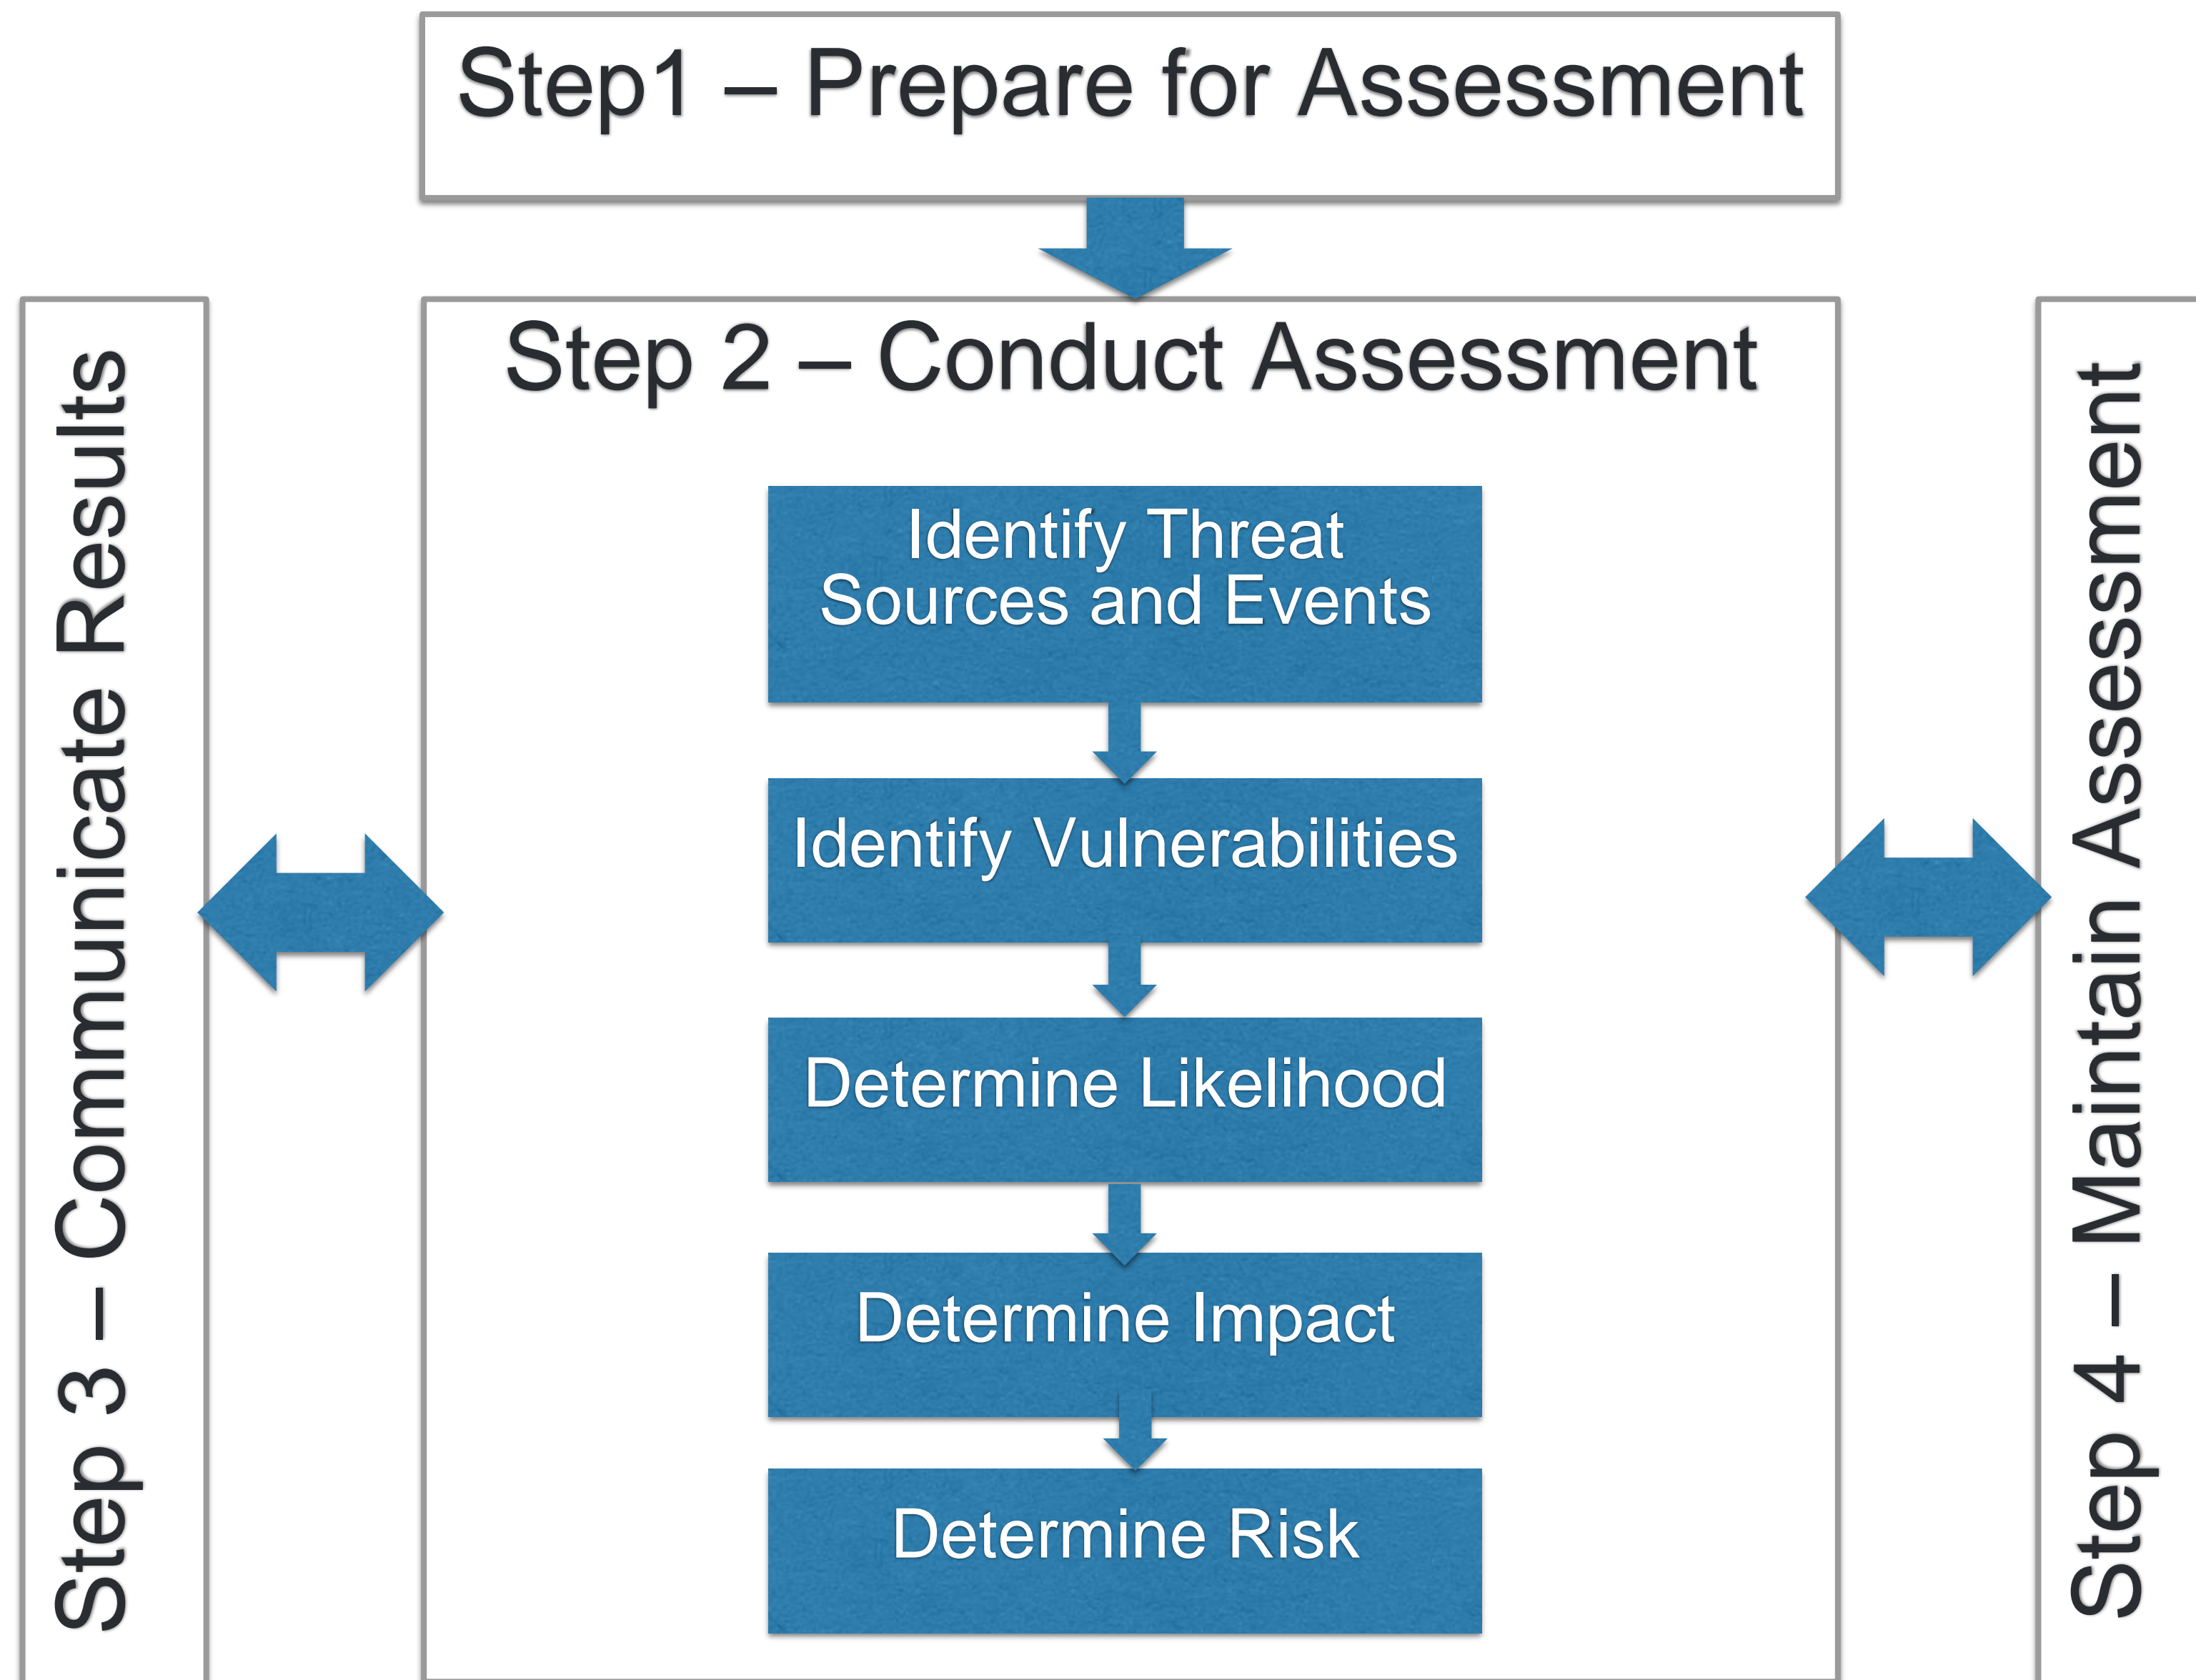 Step1 – Prepare for Assessment
Step 3 – Communicate Results
Step 2 – Conduct Assessment
Identify Threat
Sources and Events
Identify Vulnerabilities
Determine Likelihood
Determine Impact
Determine Risk
Step 4 – Maintain Assessment